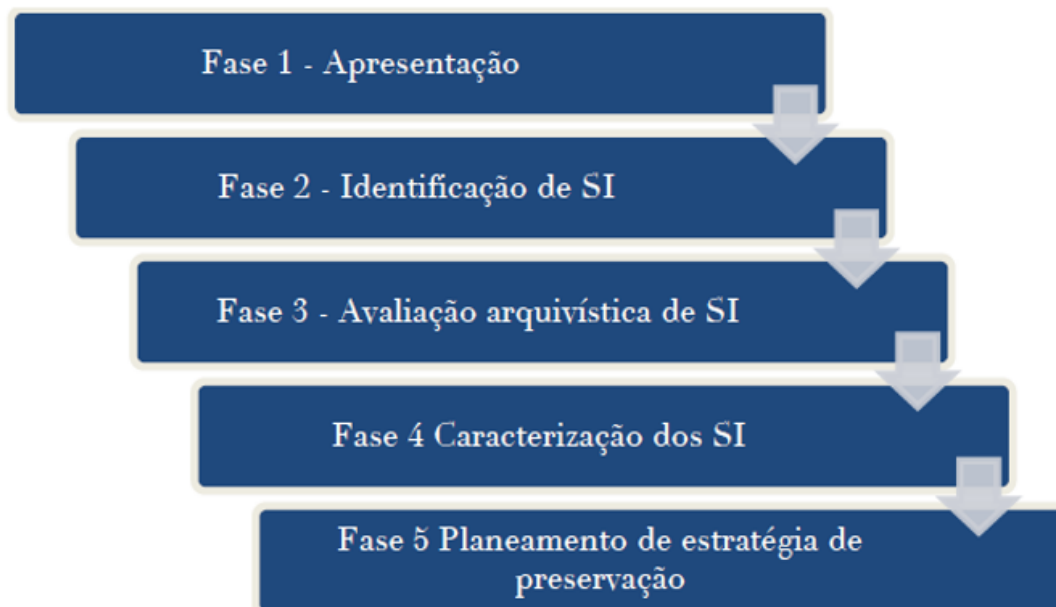 Fase 1 - Apresentação
Fase 2 - Identificação de SI
Fase 3 - Avaliação arquivística de SI
Fase 4 Caracterização dos SI
Fase 5 Planeamento de estratégia de
preservação